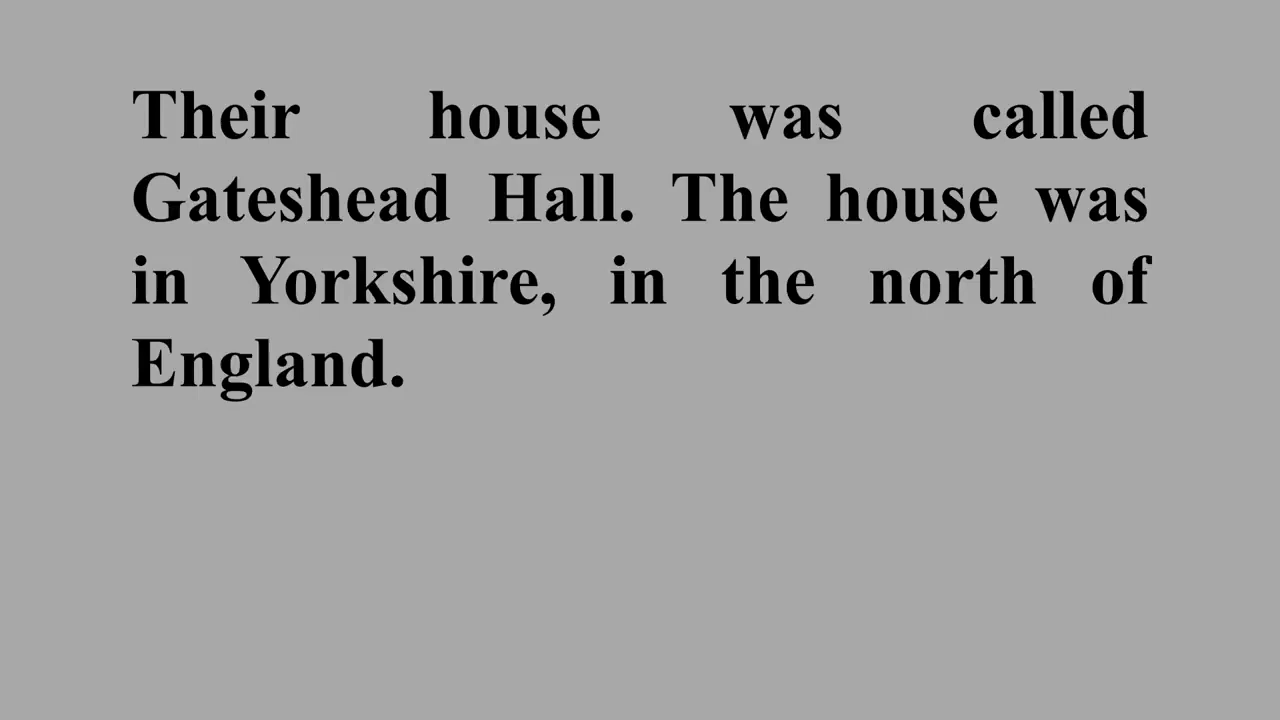 Their house was called
Gateshead Hall. The house was
in Yorkshire, in the north of
England.